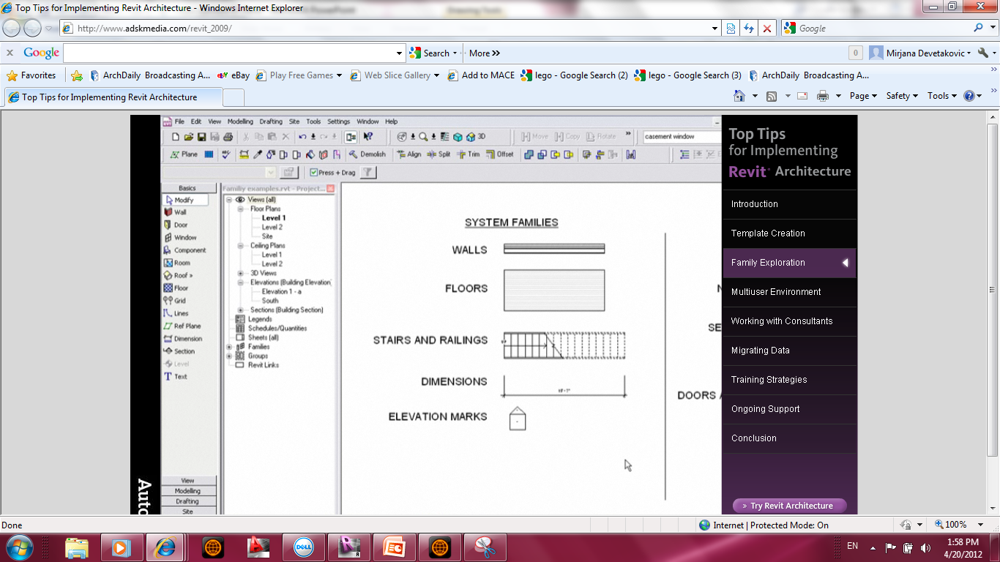 Top Tips for Implementing Revit Architecture - Windows Internet Explorer
http://www.adskmedia.com/revit_2009/
Google
Google
Search
More »
0
Mirjana Devetakovic
Favorites
ArchDaily Broadcasting A...
eBay
Play Free Games
Web Slice Gallery
Add to MACE
lego - Google Search (2)
lego - Google Search (3)
ArchDaily Broadcasting A...
Top Tips for Implementing Revit Architecture
Page
Safety
Tools
File Edit View Modelling Drafting Site Tools Settings Window Help
3D
Move
Copy
Rotate
casement window
Plane
Demolish
Align
Split
Trim
Offset
Press + Drag
Basics
Modify
Wall
Door
Window
Component
Room
Roof >
Floor
Grid
Lines
Ref Plane
Dimension
Section
Level
Text
View
Modelling
Drafting
Site
Familiy examples.rvt - Project...
Views (all)
Floor Plans
Level 1
Level 2
Site
Ceiling Plans
Level 1
Level 2
3D Views
Elevations (Building Elevation)
Elevation 1 - a
South
Sections (Building Section)
Legends
Schedules/Quantities
Sheets (all)
Families
Groups
Revit Links
SYSTEM FAMILIES
WALLS
FLOORS
STAIRS AND RAILINGS
DIMENSIONS
ELEVATION MARKS
N
SE
DOORS
Auto
Top Tips
for Implementing
Revit Architecture
Introduction
Template Creation
Family Exploration
Multiuser Environment
Working with Consultants
Migrating Data
Training Strategies
Ongoing Support
Conclusion
» Try Revit Architecture
Done
Internet | Protected Mode: On
100%
DELL
EN
1:58 PM
4/20/2012